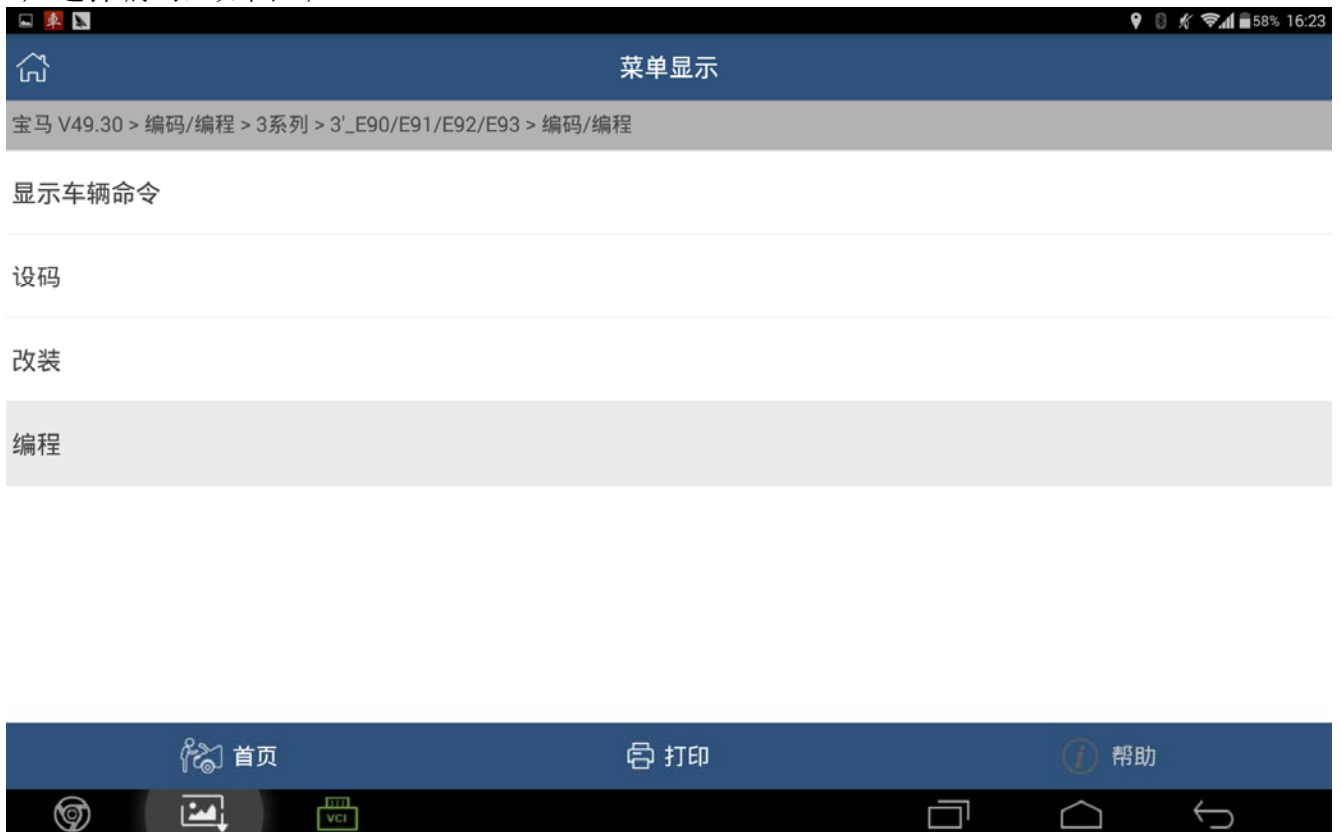 車 58% 16:23
菜单显示
宝马 V49.30 > 编码/编程 > 3系列 > 3'_E90/E91/E92/E93 > 编码/编程
显示车辆命令
设码
改装
编程
首页 打印 帮助
VCI